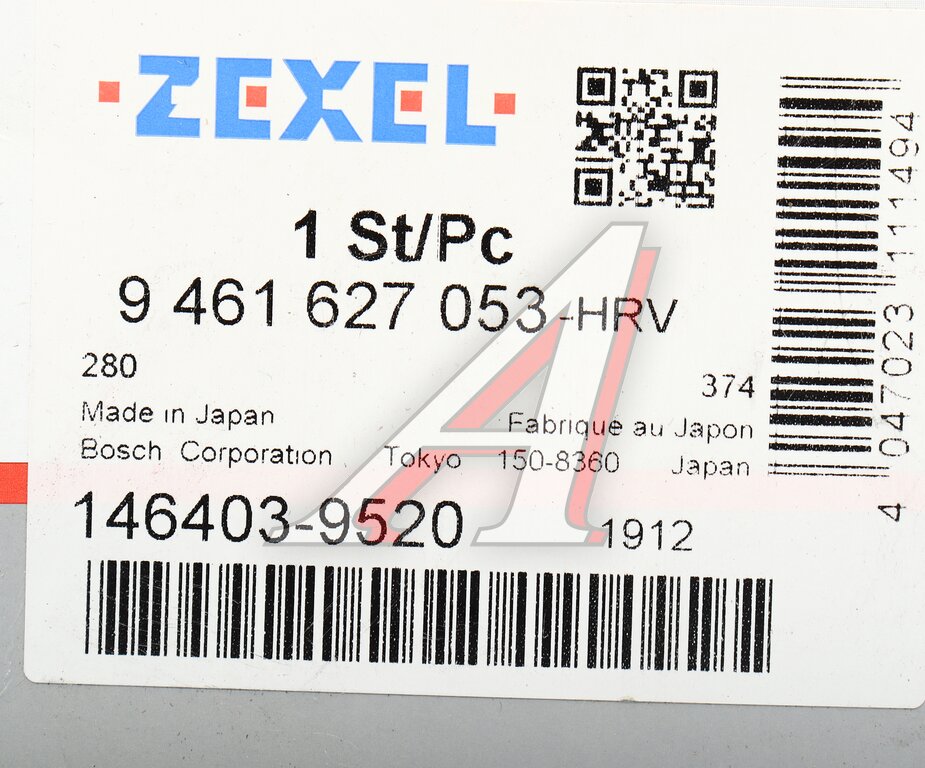 ZEXEL
1 St/Pc
9 461 627 053-HRV
280
374
Made in Japan
Fabrique au Japon
Bosch Corporation Tokyo 150-8360 Japan
146403-9520
1912
4 047023 111494